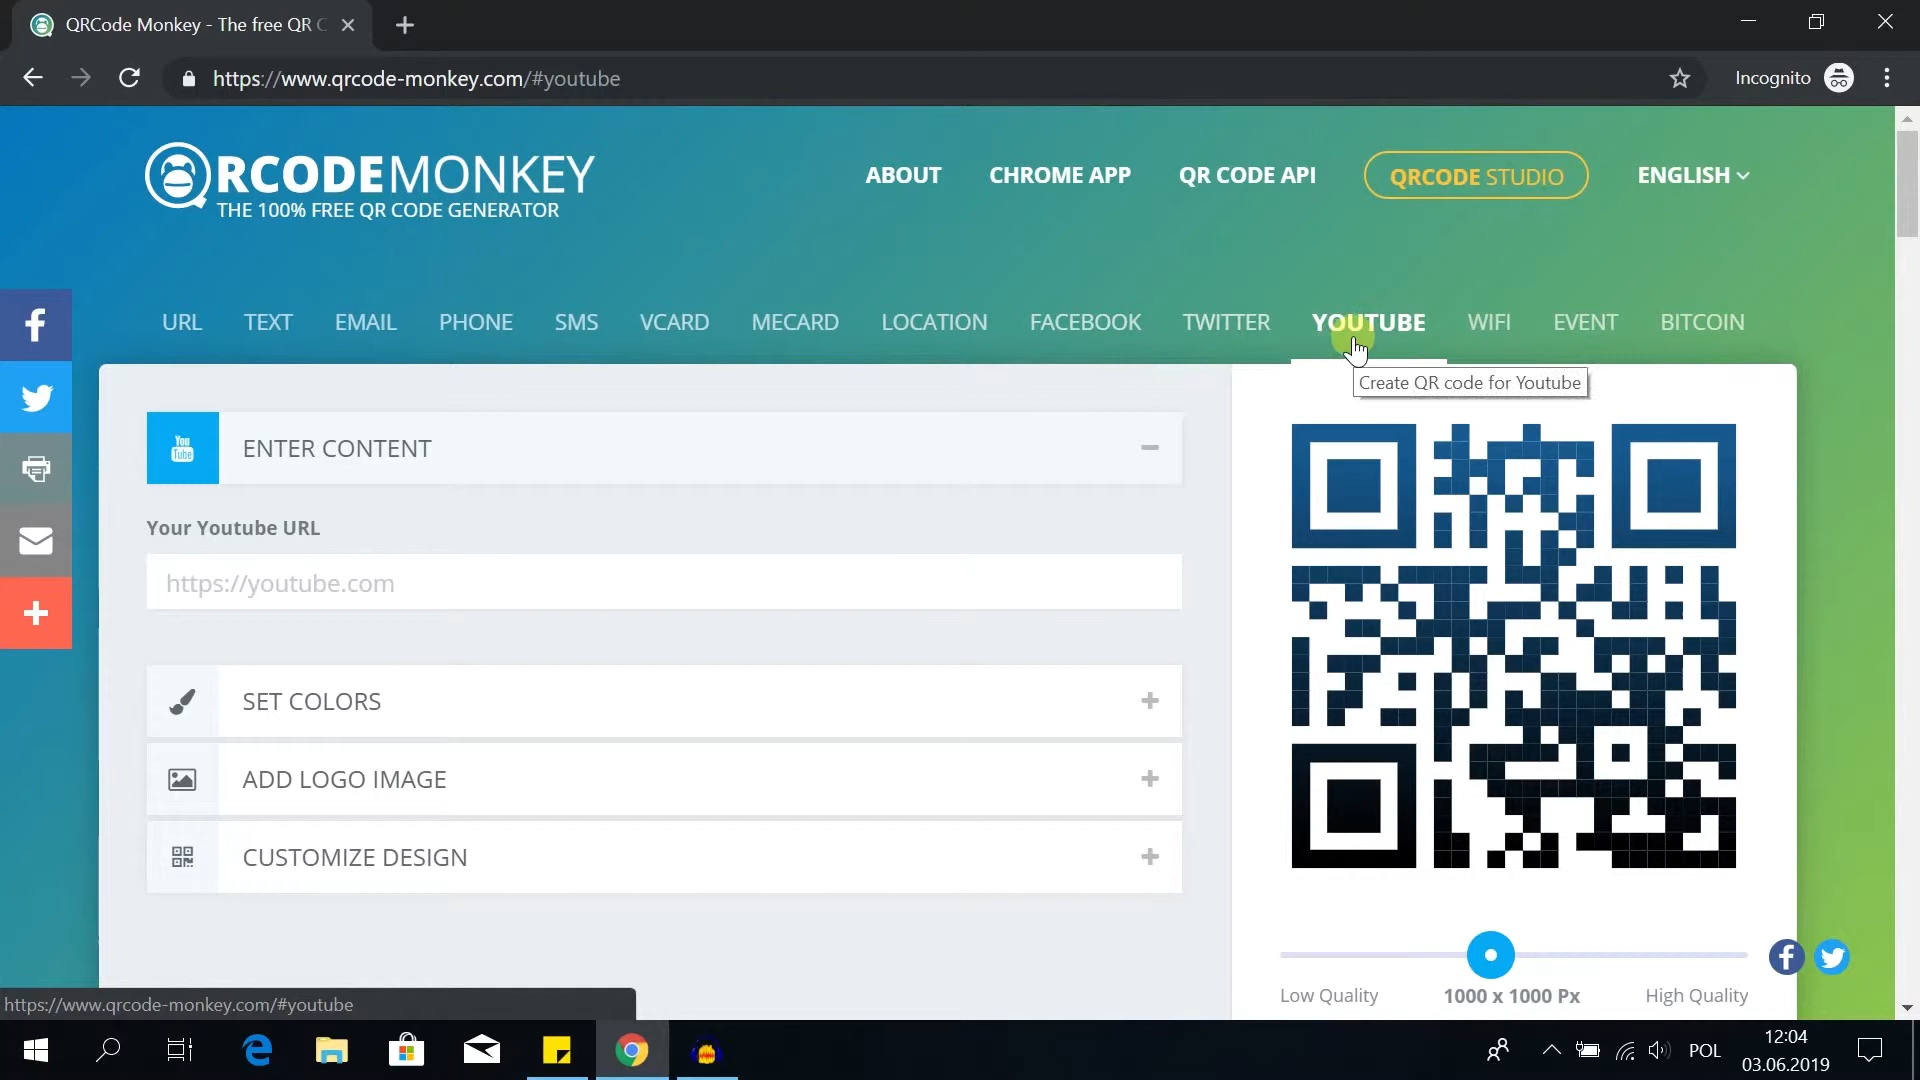 QRCode Monkey - The free QR C
https://www.qrcode-monkey.com/#youtube
Incognito
RCODEMONKEY
THE 100% FREE QR CODE GENERATOR
ABOUT
CHROME APP
QR CODE API
QRCODE STUDIO
ENGLISH
URL
TEXT
EMAIL
PHONE
SMS
VCARD
MECARD
LOCATION
FACEBOOK
TWITTER
YOUTUBE
WIFI
EVENT
BITCOIN
Create QR code for Youtube
You
Tube
ENTER CONTENT
Your Youtube URL
https://youtube.com
SET COLORS
ADD LOGO IMAGE
CUSTOMIZE DESIGN
Low Quality
1000 x 1000 Px
High Quality
https://www.qrcode-monkey.com/#youtube
POL
12:04
03.06.2019